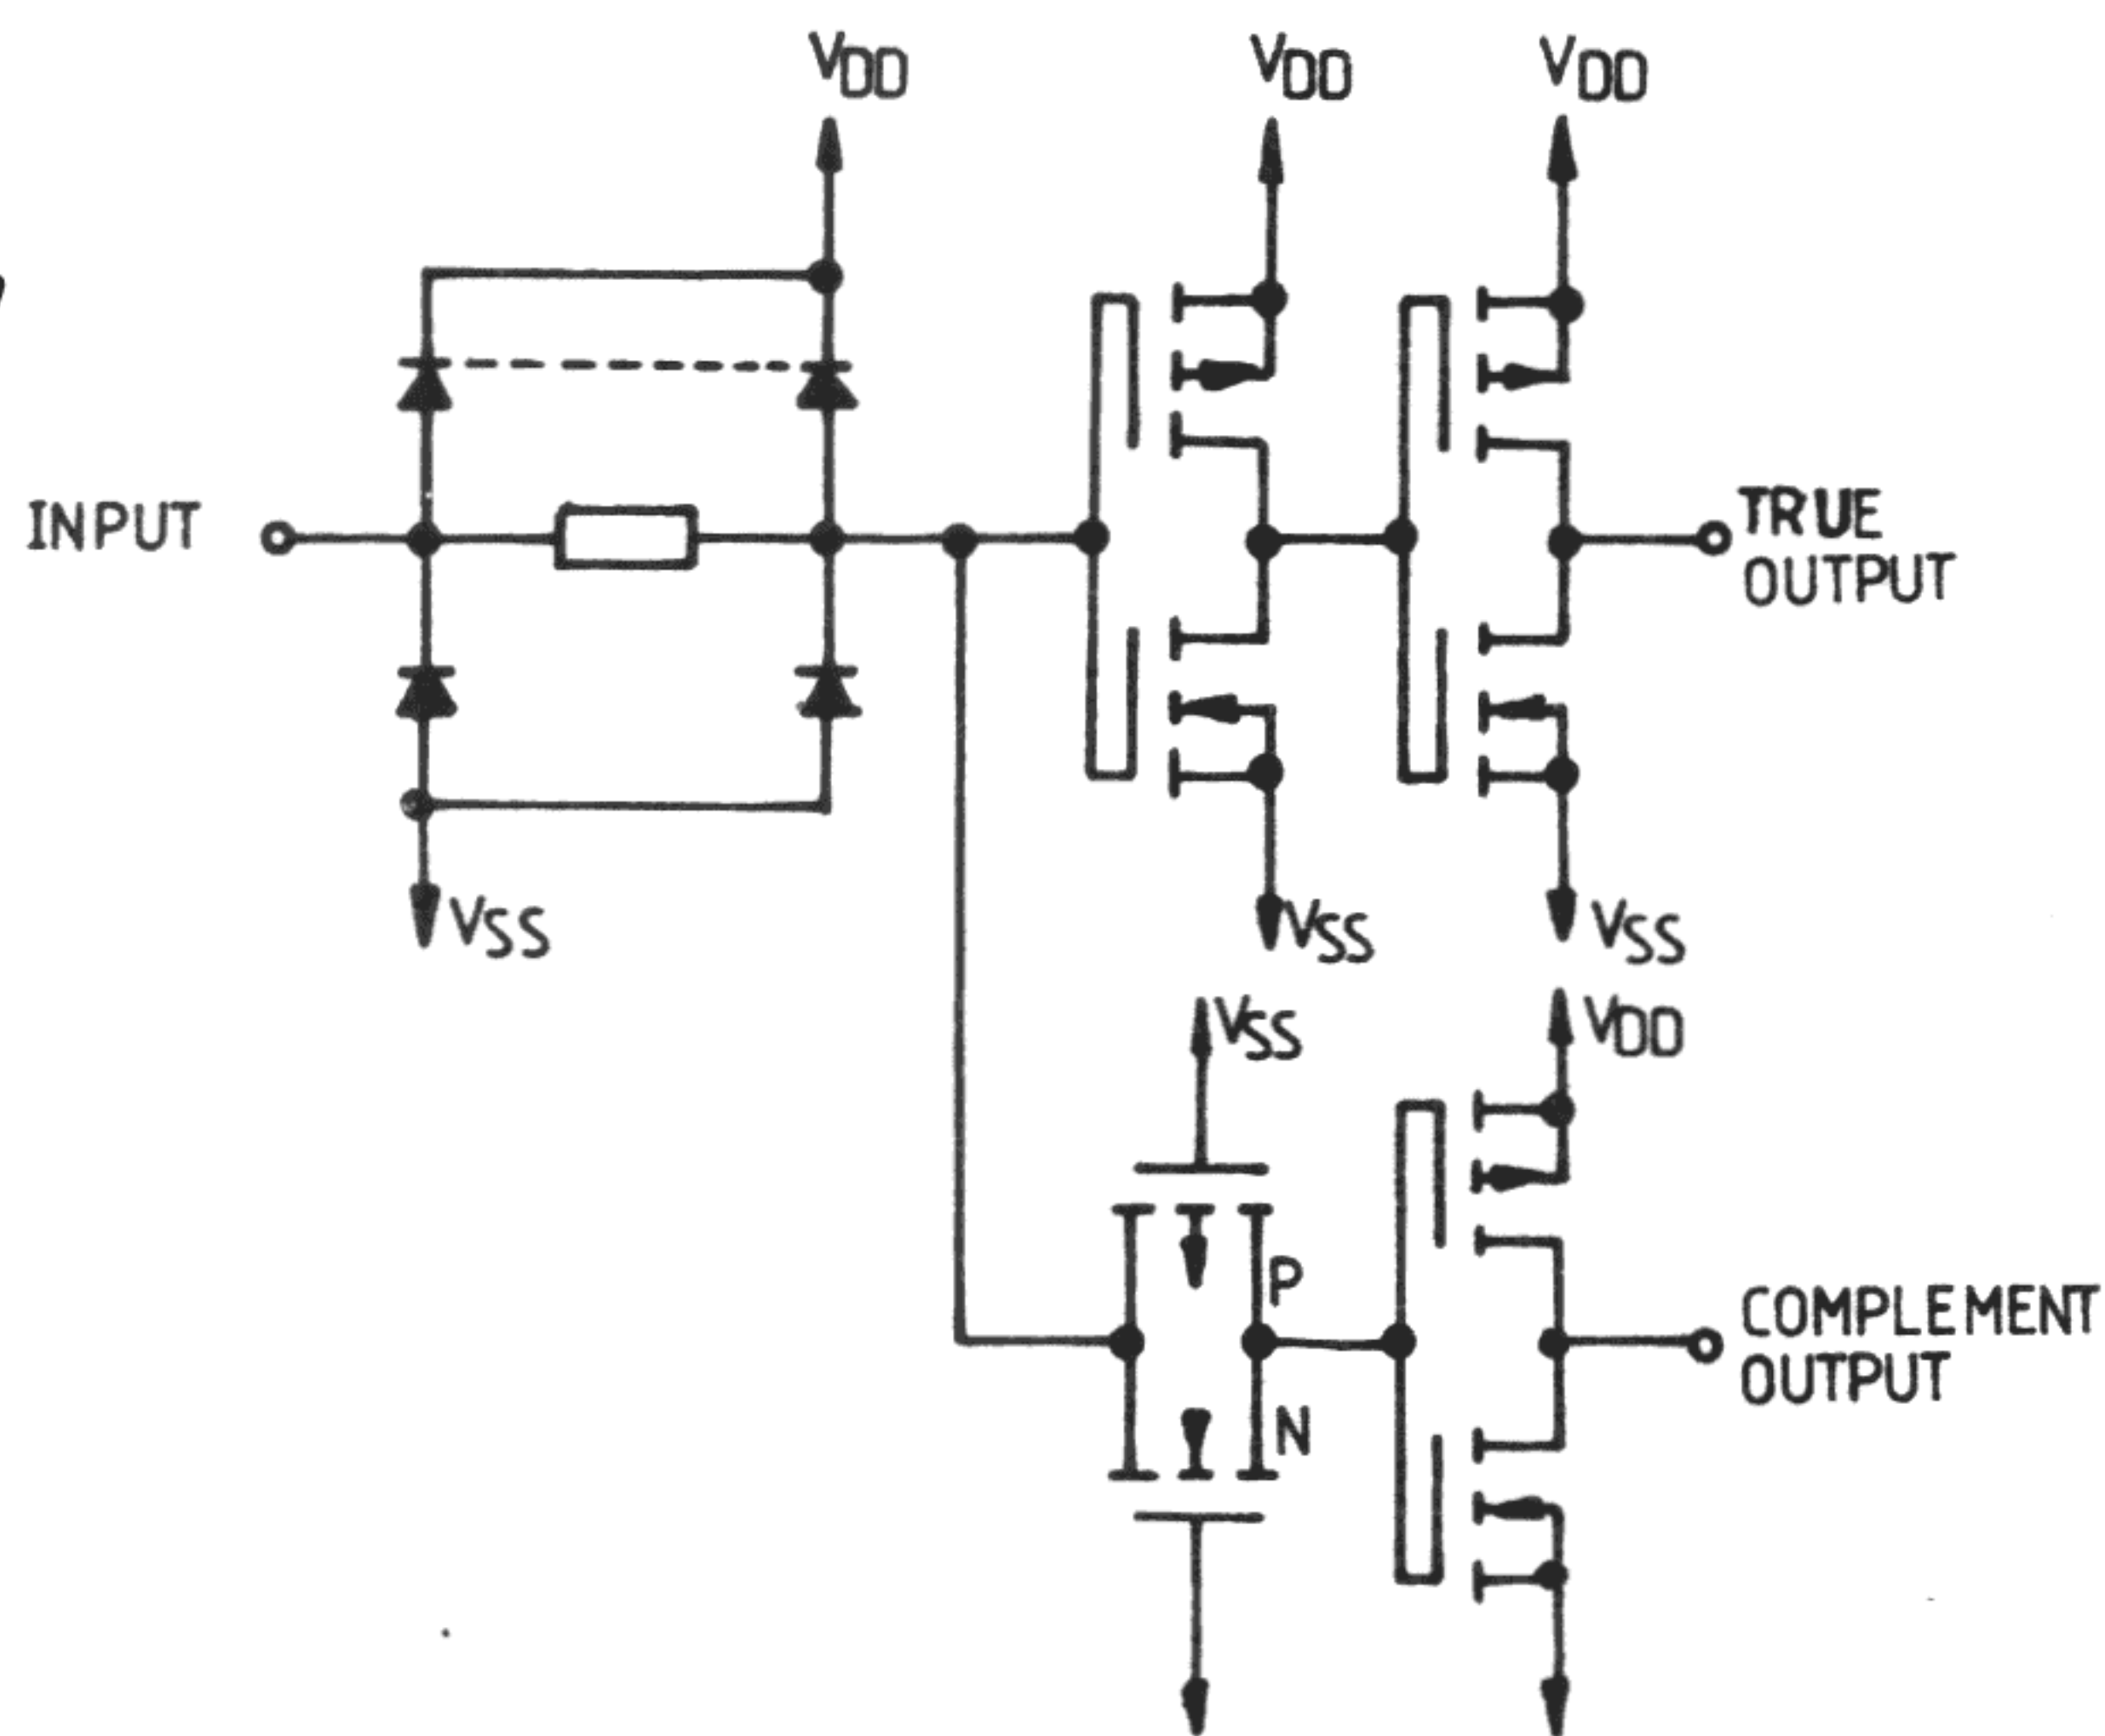 VDD
VDD
VDD
INPUT
TRUE
OUTPUT
VSS
VSS
VSS
VSS
VDD
P
N
COMPLEMENT
OUTPUT